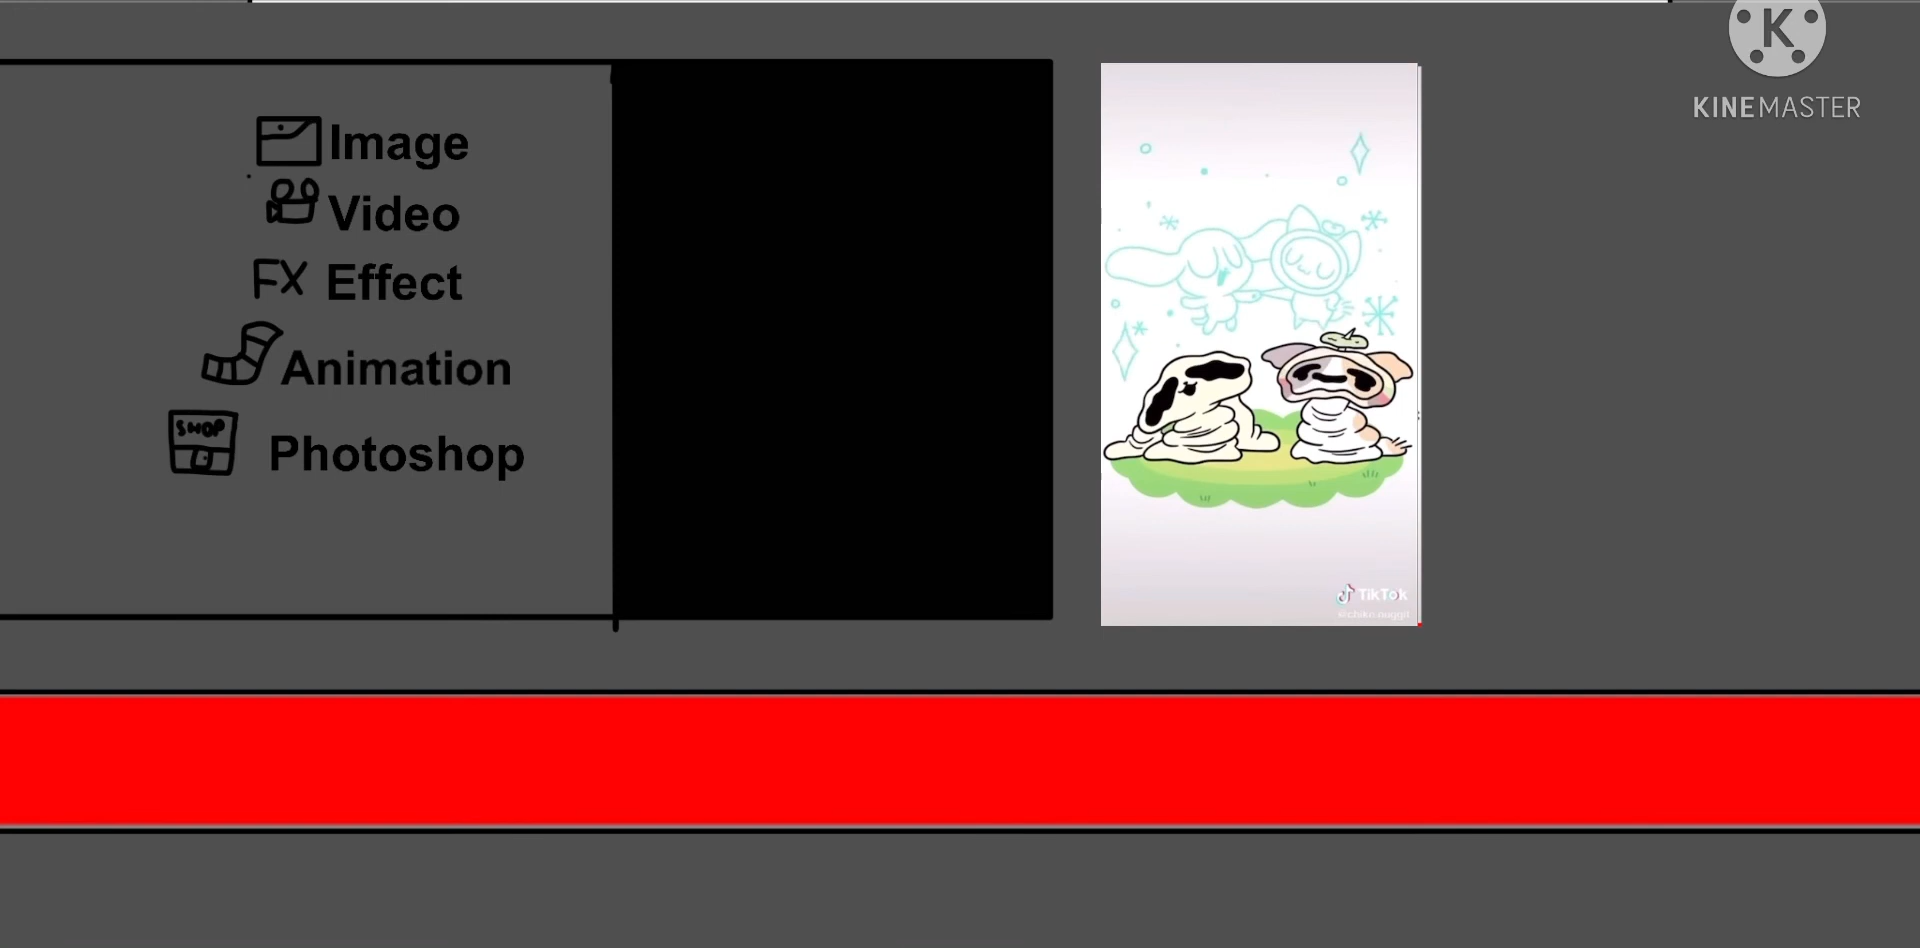 Image
Video
FX Effect
Animation
SHOP
Photoshop
K
KINEMASTER
TikTok